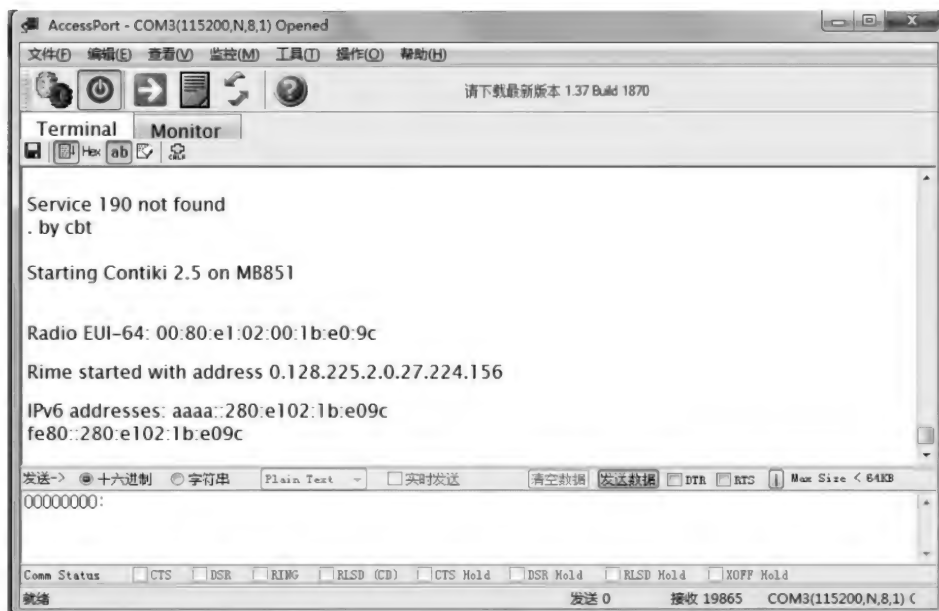 AccessPort - COM3(115200,N,8,1) Opened
文件(F) 编辑(E) 查看(V) 监控(M) 工具(T) 操作(O) 帮助(H)
请下载最新版本 1.37 Build 1870
Terminal Monitor
Hex ab
Service 190 not found
. by cbt
Starting Contiki 2.5 on MB851
Radio EUI-64: 00:80:e1:02:00:1b:e0:9c
Rime started with address 0.128.225.2.0.27.224.156
IPv6 addresses: aaaa::280:e102:1b:e09c
fe80::280:e102:1b:e09c
发送-> 十六进制 字符串 Plain Text 实时发送 清空数据 发送数据 DTR RTS Max Size < 64KB
00000000:
Comm Status CTS DSR RING RLSD (CD) CTS Hold DSR Hold RLSD Hold XOFF Hold
就绪 发送 0 接收 19865 COM3(115200,N,8,1) (